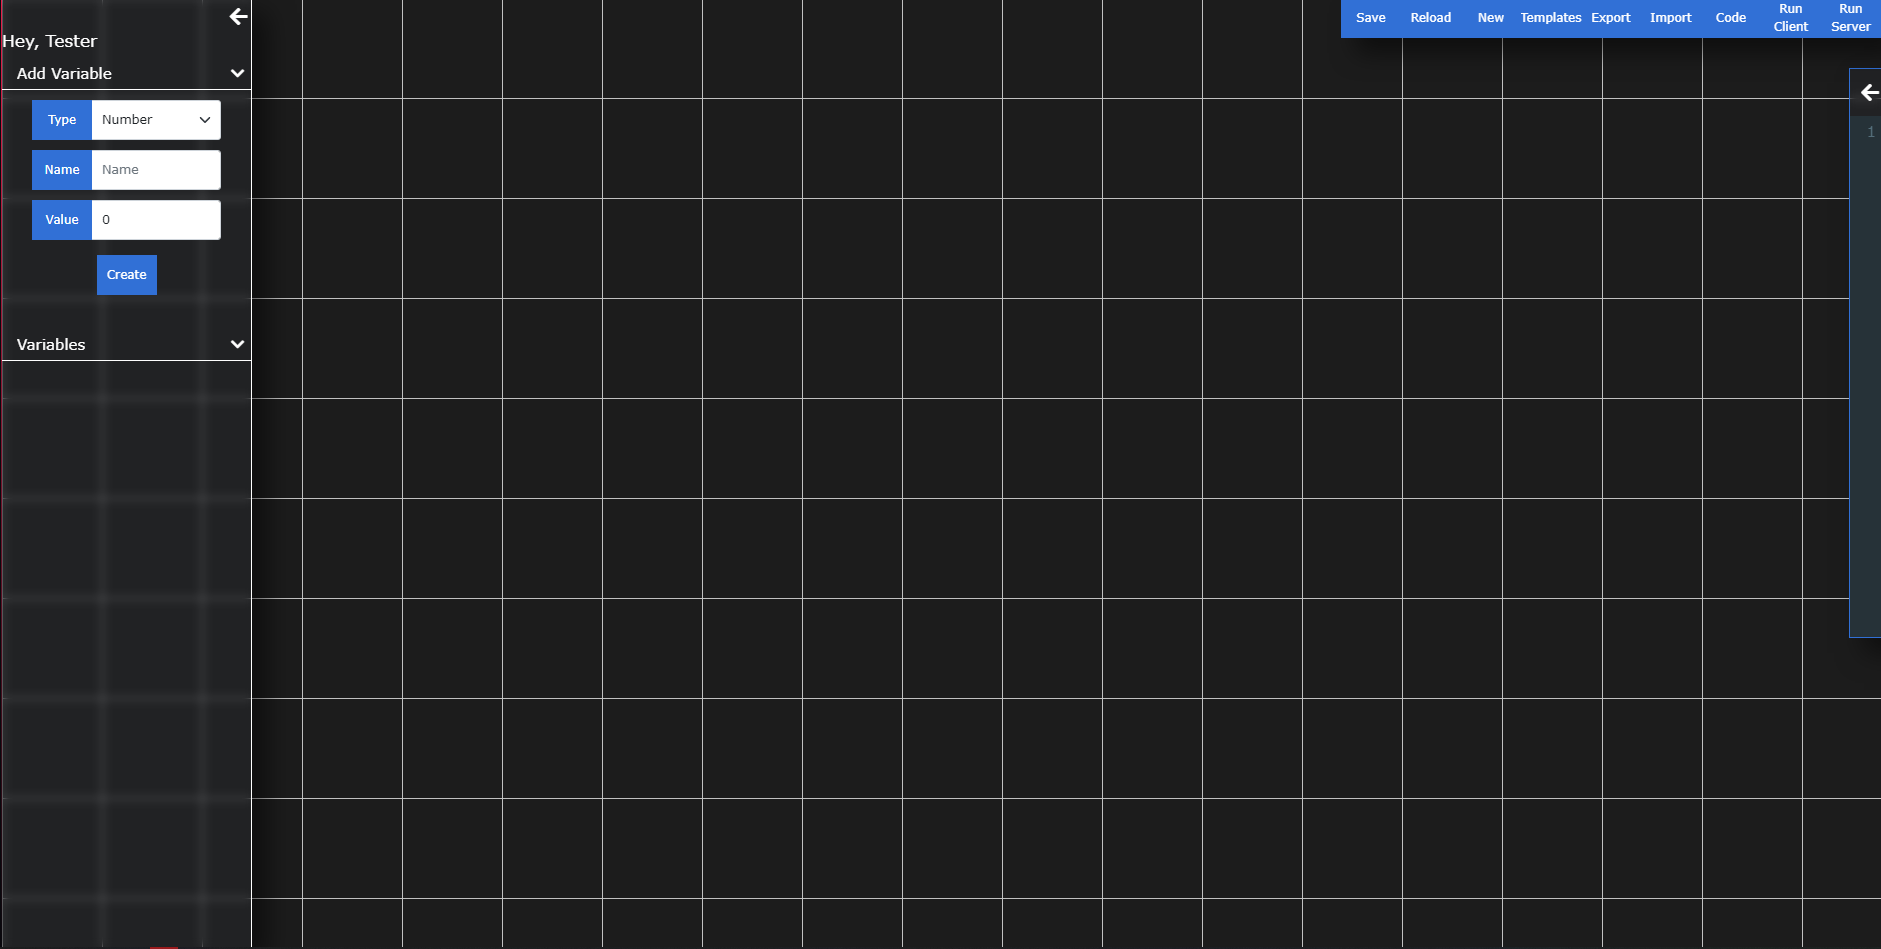 Hey, Tester
Add Variable
Type Number
Name Name
Value 0
Create
Variables
Save Reload New Templates Export Import Code Run Client Run Server
1